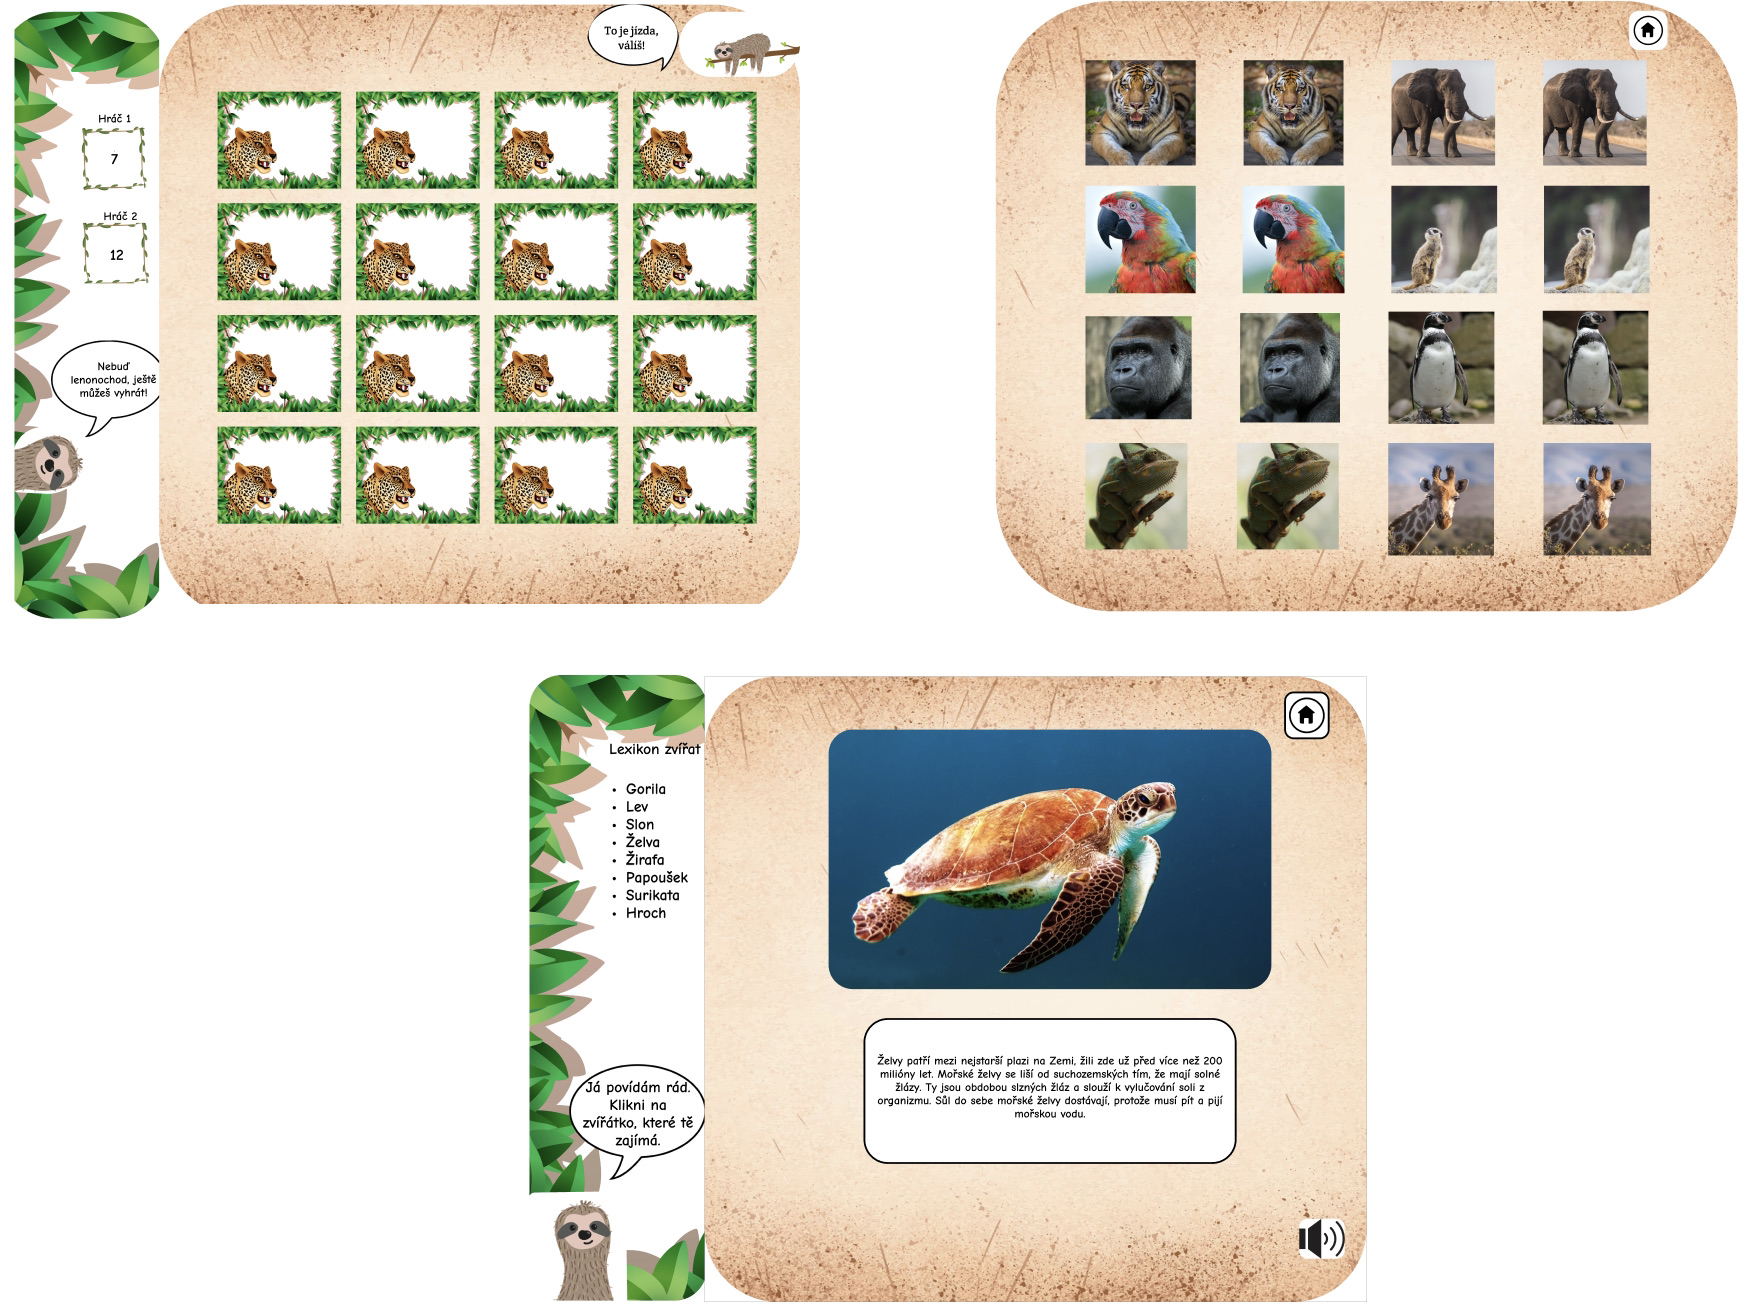 To je jízda,
válíš!
Hráč 1
7
Hráč 2
12
Nebuď
lenonochod, ještě
můžeš vyhrát!
Lexikon zvířat
• Gorila
• Lev
• Slon
• Želva
• Žirafa
• Papoušek
• Surikata
• Hroch
Já povídám rád.
Klikni na
zvířátko, které tě
zajímá.
Želvy patří mezi nejstarší plazi na Zemi, žili zde už před více než 200
milióny let. Mořské želvy se liší od suchozemských tím, že mají solné
žlázy. Ty jsou obdobou slzných žláz a slouží k vylučování soli z
organizmu. Sůl do sebe mořské želvy dostávají, protože musí pít a pijí
mořskou vodu.